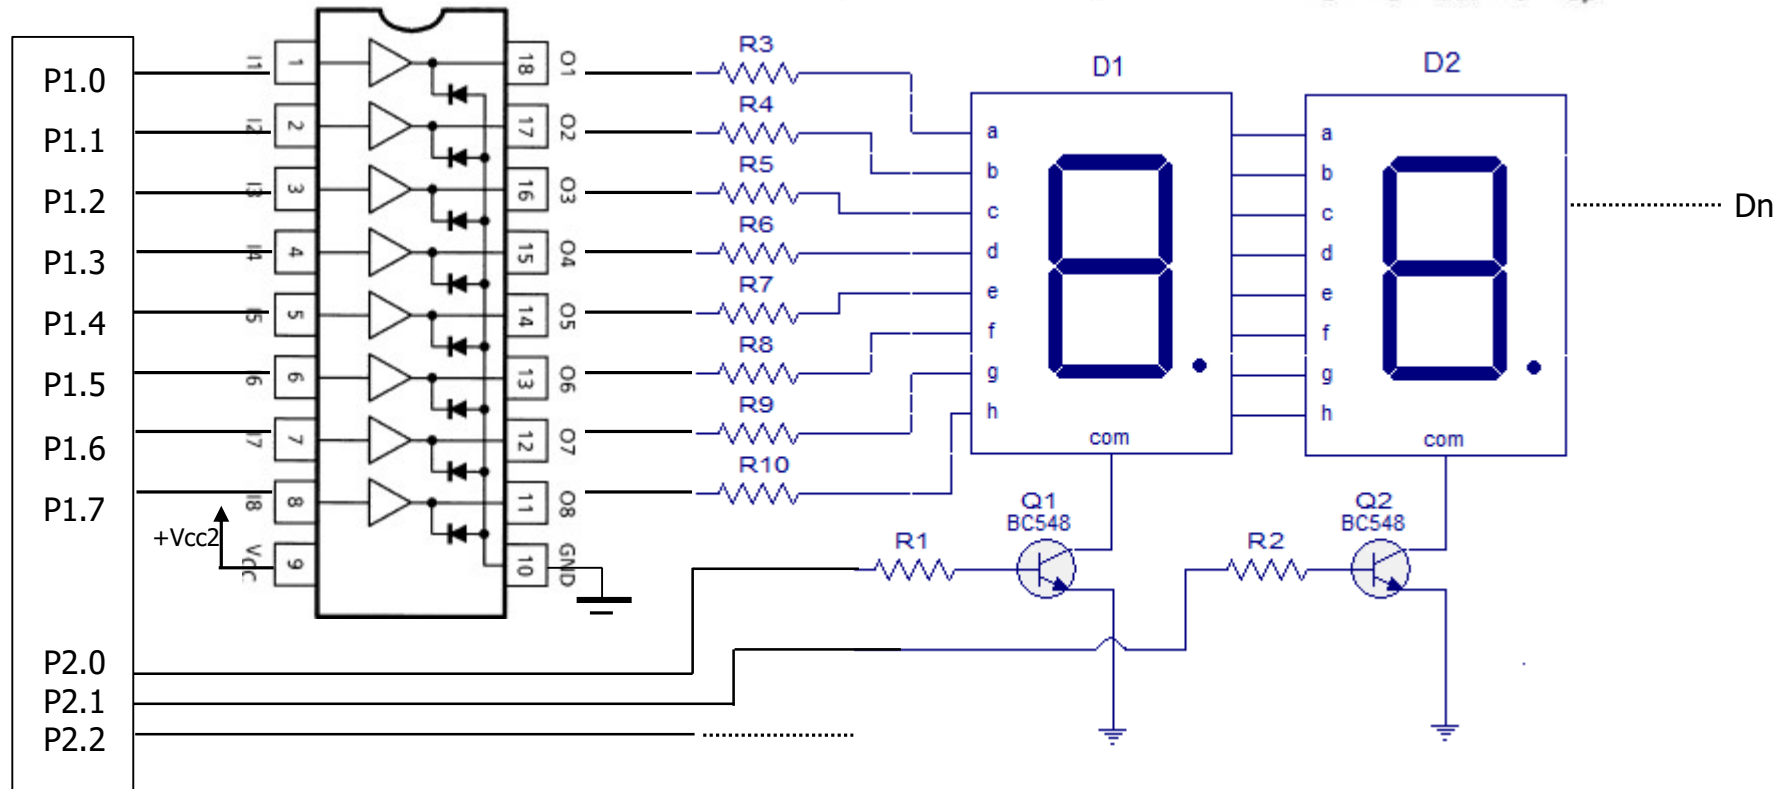 P1.0
P1.1
P1.2
P1.3
P1.4
P1.5
P1.6
P1.7
+Vcc2
P2.0
P2.1
P2.2
I1 1 18 O1
I2 2 17 O2
I3 3 16 O3
I4 4 15 O4
I5 5 14 O5
I6 6 13 O6
I7 7 12 O7
I8 8 11 O8
VCC 9 10 GND
R3
R4
R5
R6
R7
R8
R9
R10
D1
a
b
c
d
e
f
g
h
com
D2
a
b
c
d
e
f
g
h
com
Dn
Q1
BC548
R1
Q2
BC548
R2